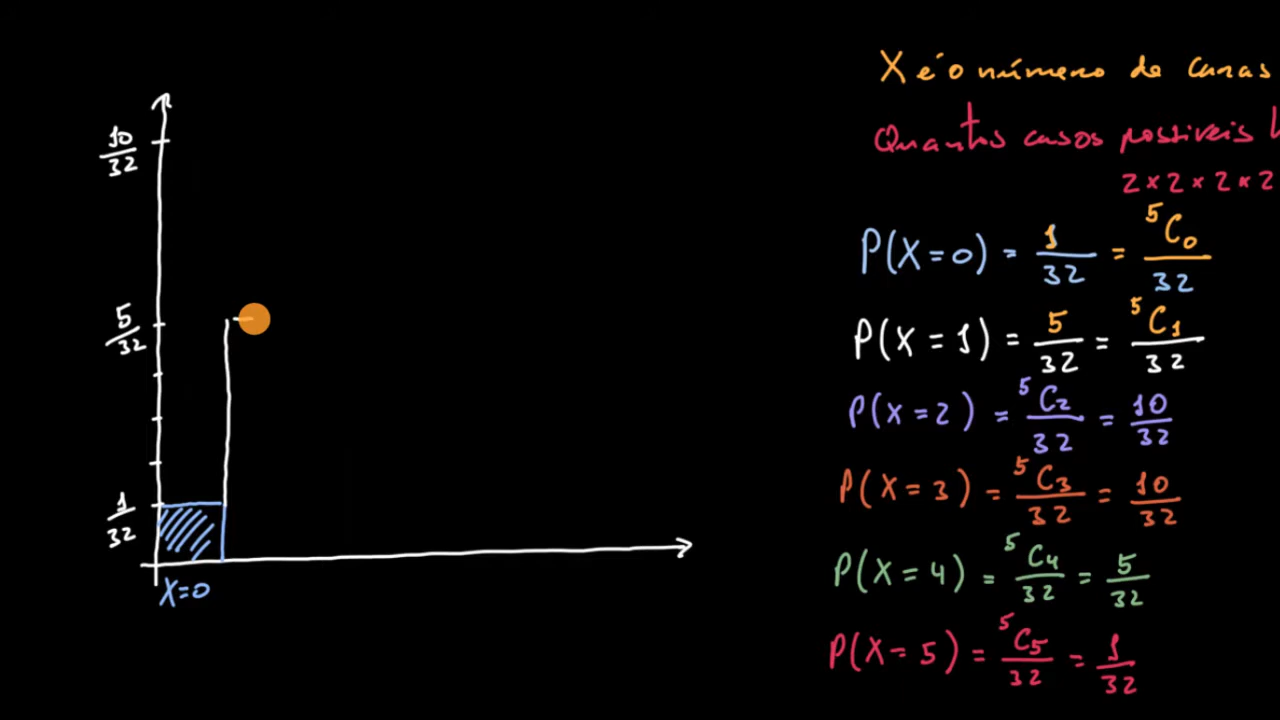 X é o número de caras
Quantos casos possíveis
2 × 2 × 2 × 2
P(X = 0) = 1/32 = ⁵C₀/32
P(X = 1) = 5/32 = ⁵C₁/32
P(X = 2) = ⁵C₂/32 = 10/32
P(X = 3) = ⁵C₃/32 = 10/32
P(X = 4) = ⁵C₄/32 = 5/32
P(X = 5) = ⁵C₅/32 = 1/32
10/32
5/32
1/32
X=0